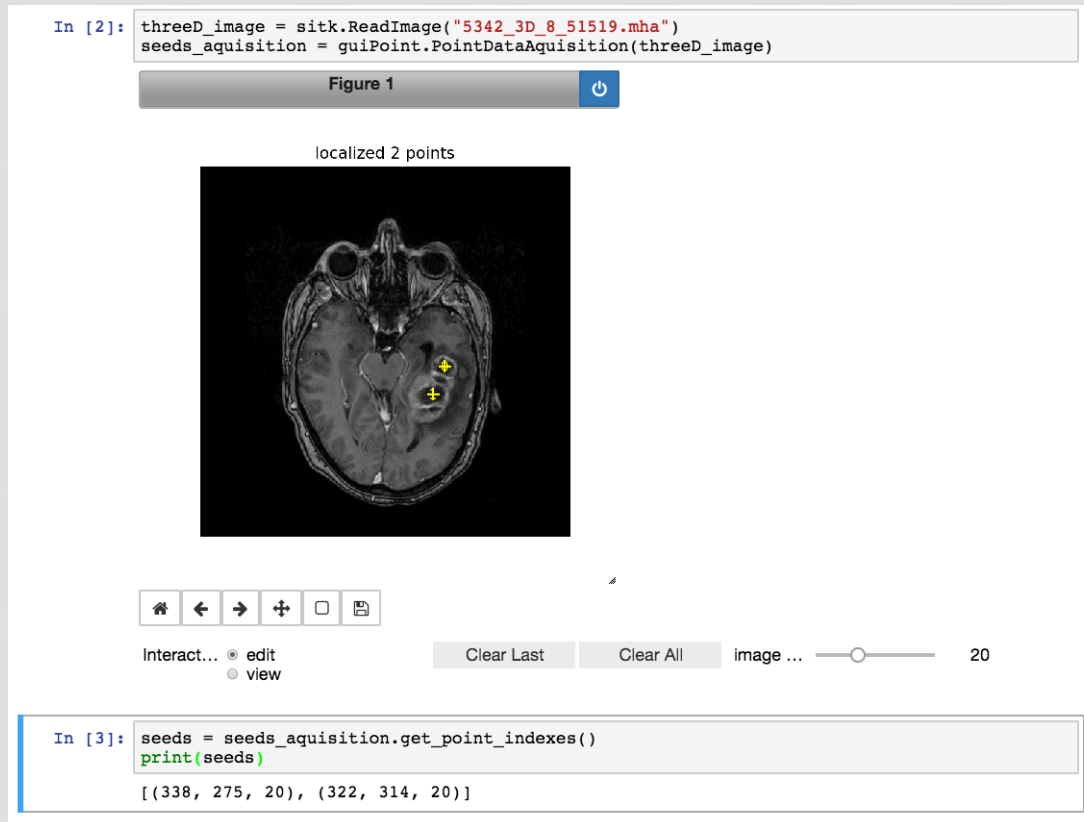 In [2]: threeD_image = sitk.ReadImage("5342_3D_8_51519.mha")
seeds_aquisition = guiPoint.PointDataAquisition(threeD_image)
Figure 1
localized 2 points
Interact... edit
view
Clear Last Clear All image ... 20
In [3]: seeds = seeds_aquisition.get_point_indexes()
print(seeds)
[(338, 275, 20), (322, 314, 20)]